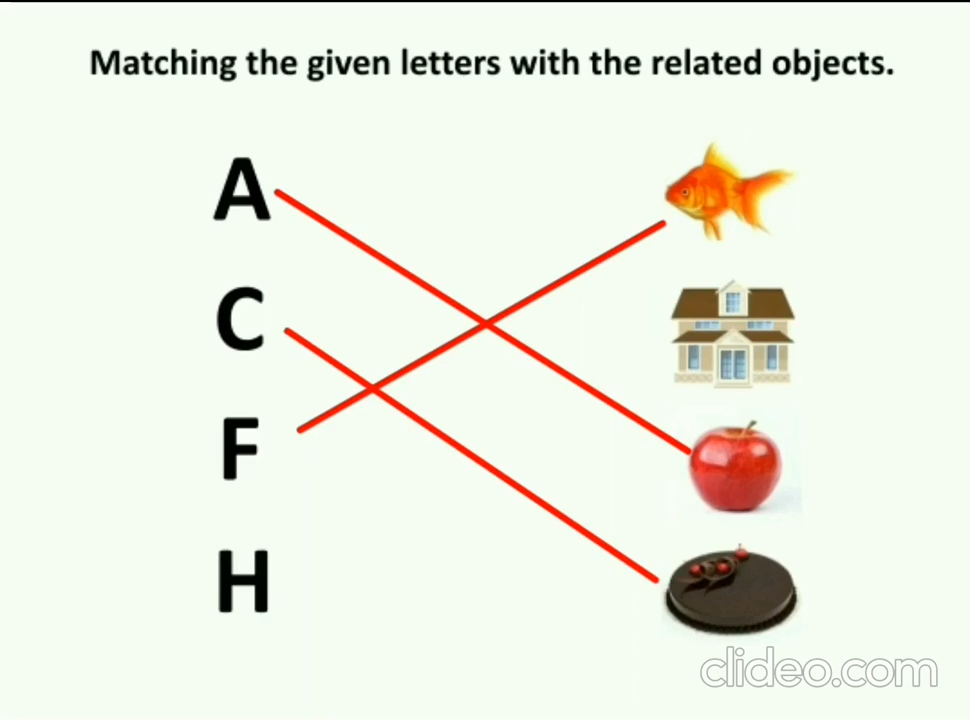 Matching the given letters with the related objects.
A
C
F
H
clideo.com